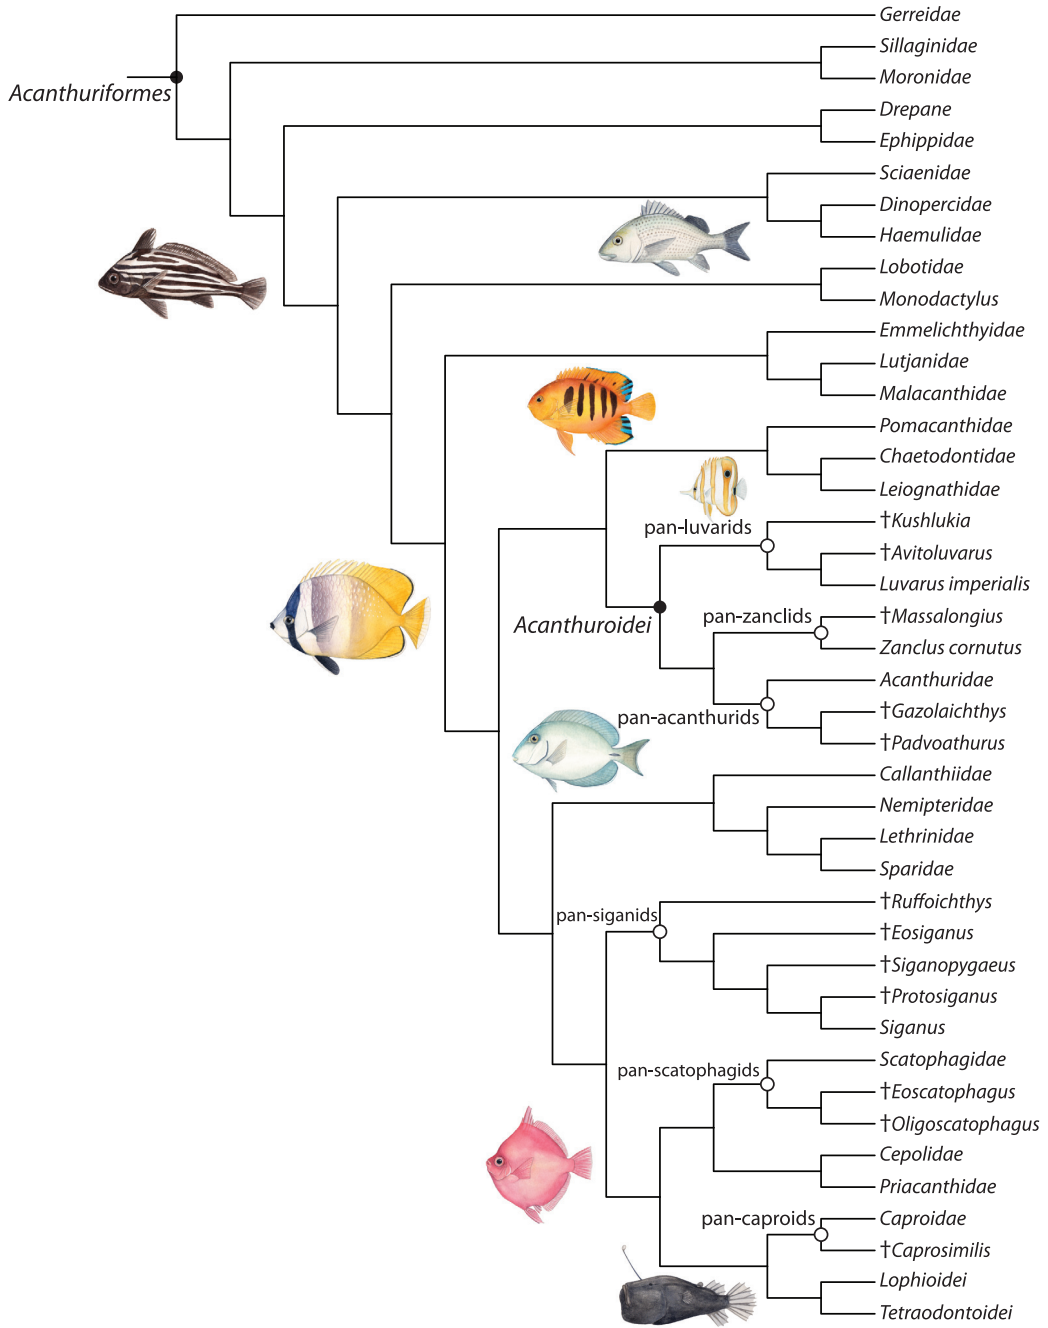 Gerreidae
Sillaginidae
Moronidae
Acanthuriformes
Drepane
Ephippidae
Sciaenidae
Dinopercidae
Haemulidae
Lobotidae
Monodactylus
Emmelichthyidae
Lutjanidae
Malacanthidae
Pomacanthidae
Chaetodontidae
Leiognathidae
pan-luvarids
†Kushlukia
†Avitoluvarus
Luvarus imperialis
pan-zanclids
†Massalongius
Acanthuroidei
Zanclus cornutus
Acanthuridae
pan-acanthurids
†Gazolaichthys
†Padvoathurus
Callanthiidae
Nemipteridae
Lethrinidae
Sparidae
†Ruffoichthys
pan-siganids
†Eosiganus
†Siganopygaeus
†Protosiganus
Siganus
Scatophagidae
pan-scatophagids
†Eoscatophagus
†Oligoscatophagus
Cepolidae
Priacanthidae
pan-caproids
Caproidae
†Caprosimilis
Lophioidei
Tetraodontoidei